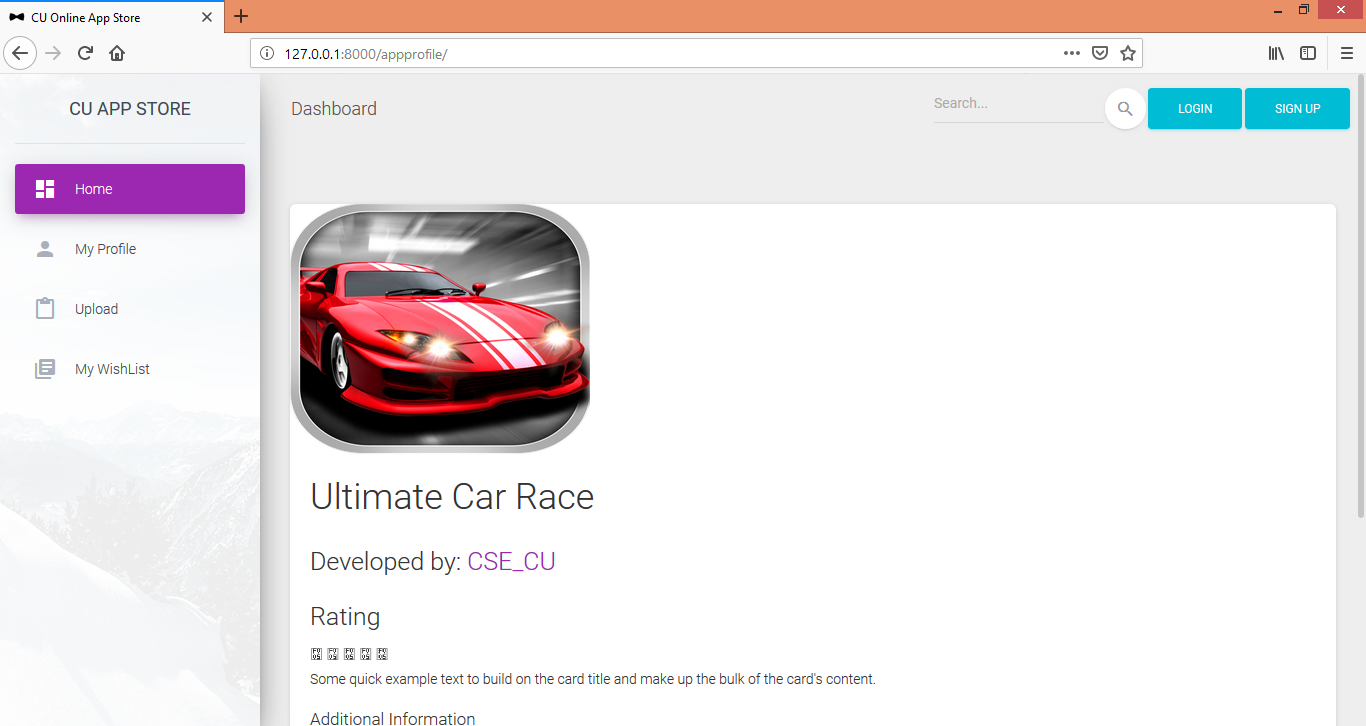 CU Online App Store
127.0.0.1:8000/appprofile/
CU APP STORE
Dashboard
Search...
LOGIN
SIGN UP
Home
My Profile
Upload
My WishList
Ultimate Car Race
Developed by: CSE_CU
Rating
Some quick example text to build on the card title and make up the bulk of the card's content.
Additional Information